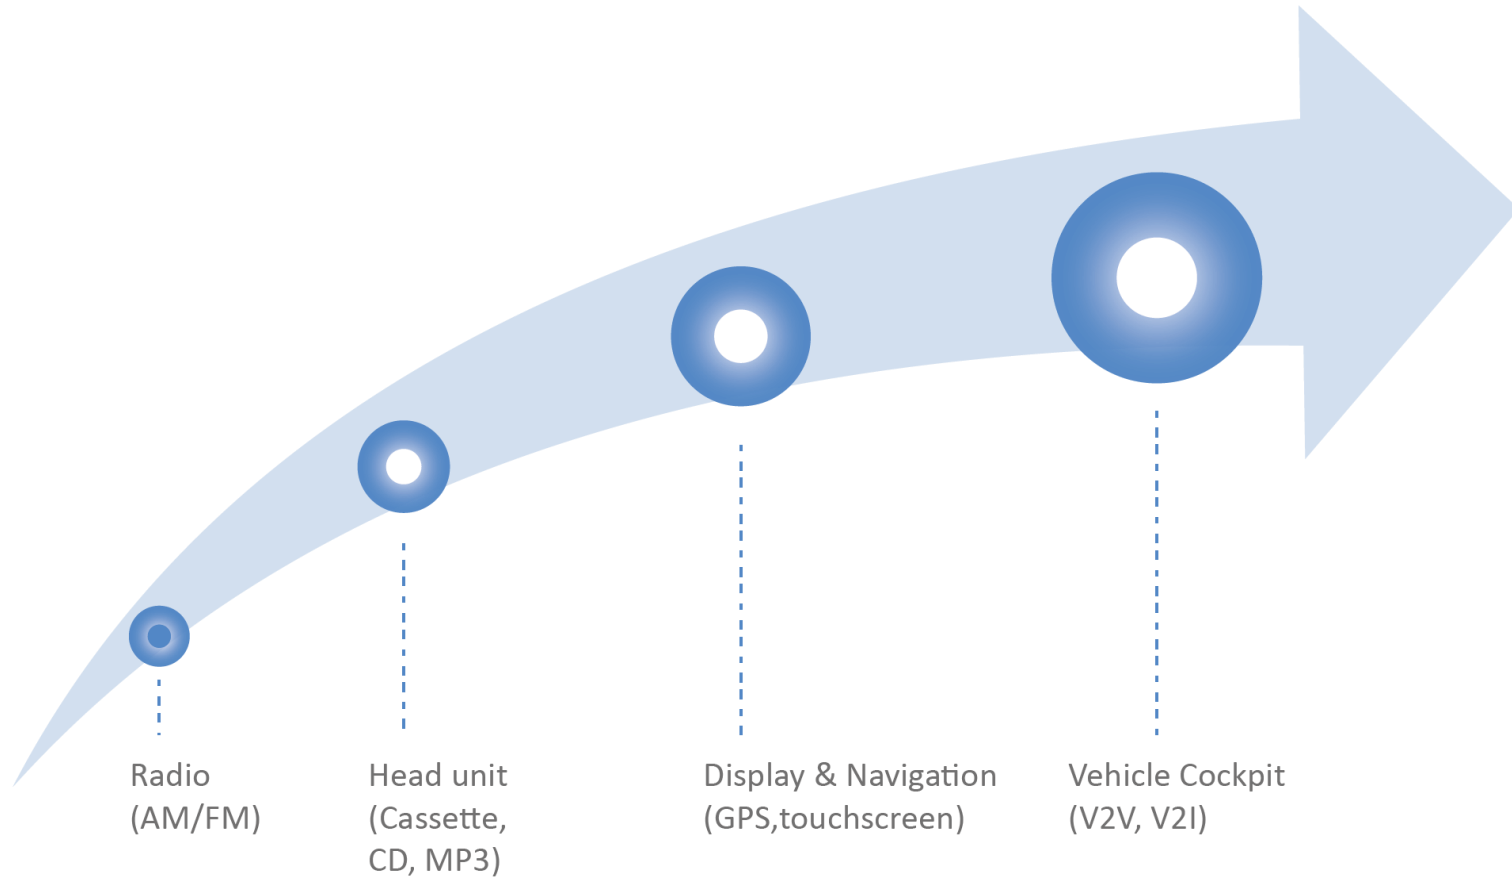 Radio
(AM/FM)
Head unit
(Cassette,
CD, MP3)
Display & Navigation
(GPS,touchscreen)
Vehicle Cockpit
(V2V, V2I)